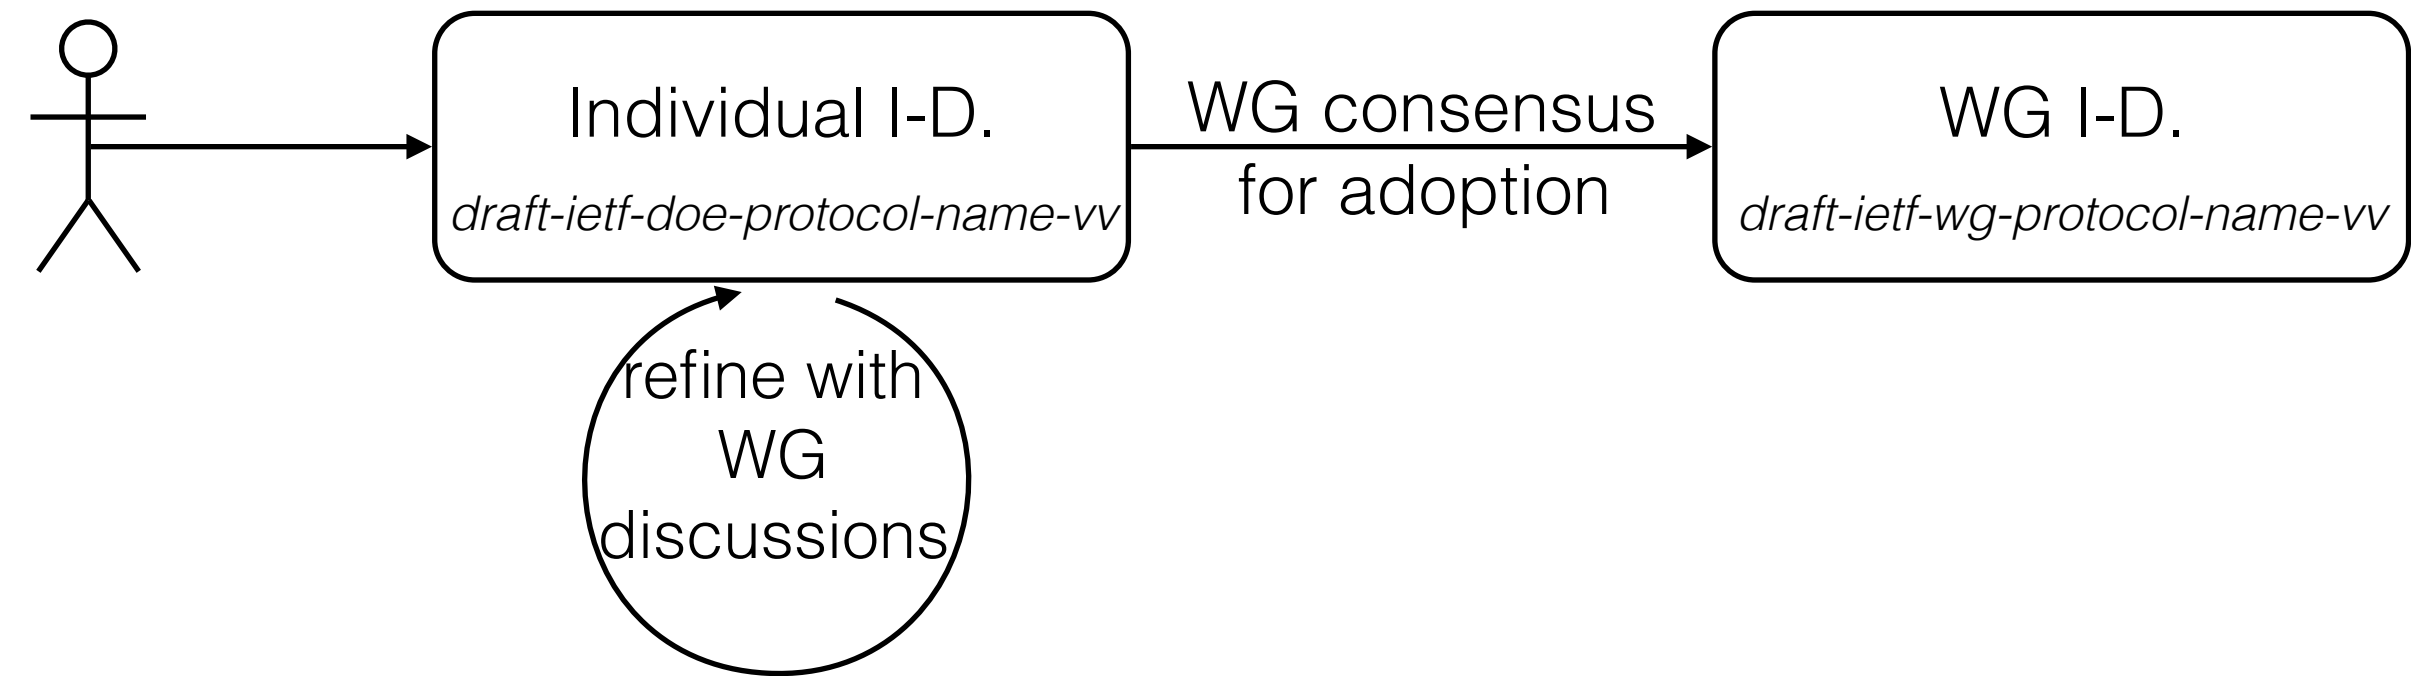 Individual I-D.
draft-ietf-doe-protocol-name-vv
WG consensus
for adoption
WG I-D.
draft-ietf-wg-protocol-name-vv
refine with
WG
discussions